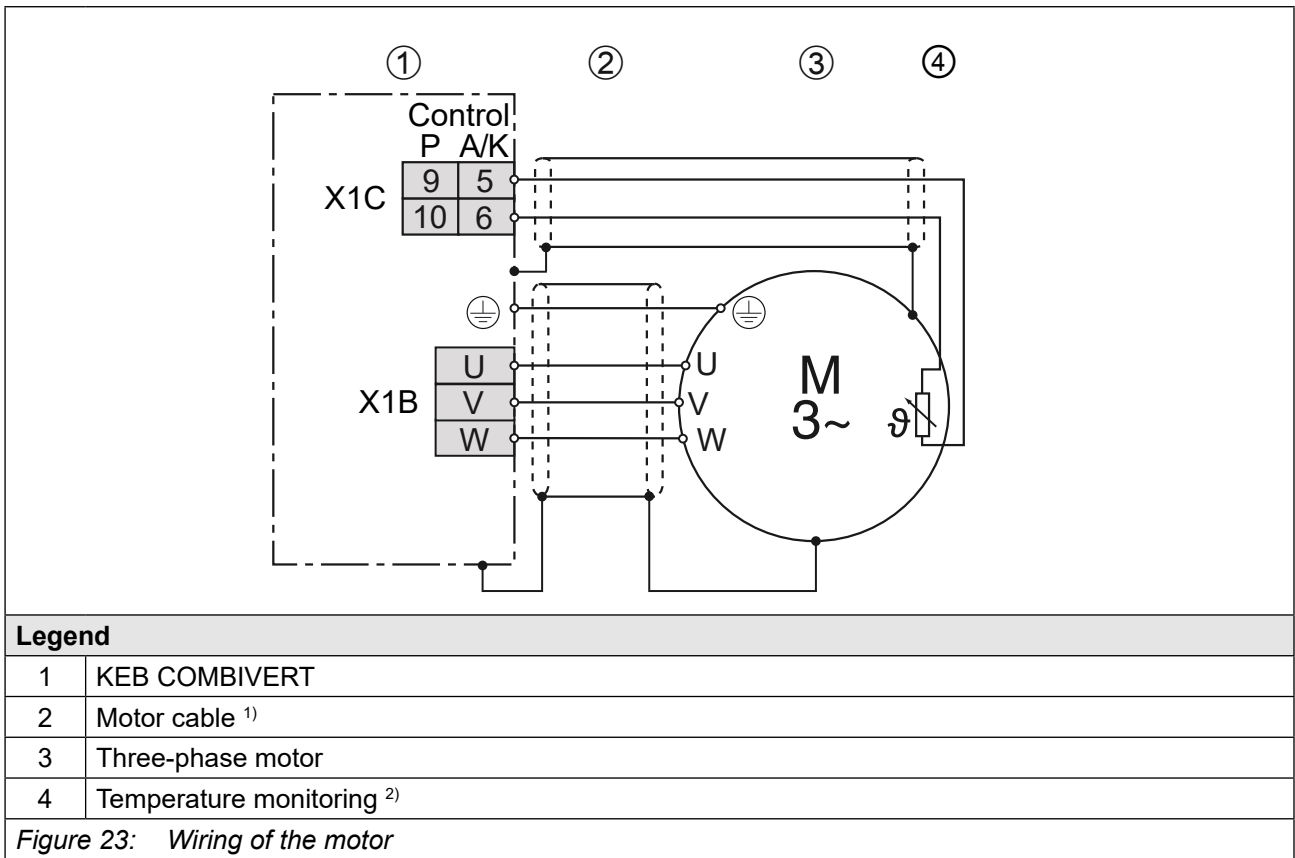 ① ② ③ ④
Control
P A/K
X1C
9 5
10 6
X1B
U
V
W
U
V
W
M
3~
ϑ
Legend
1 KEB COMBIVERT
2 Motor cable 1)
3 Three-phase motor
4 Temperature monitoring 2)
Figure 23: Wiring of the motor